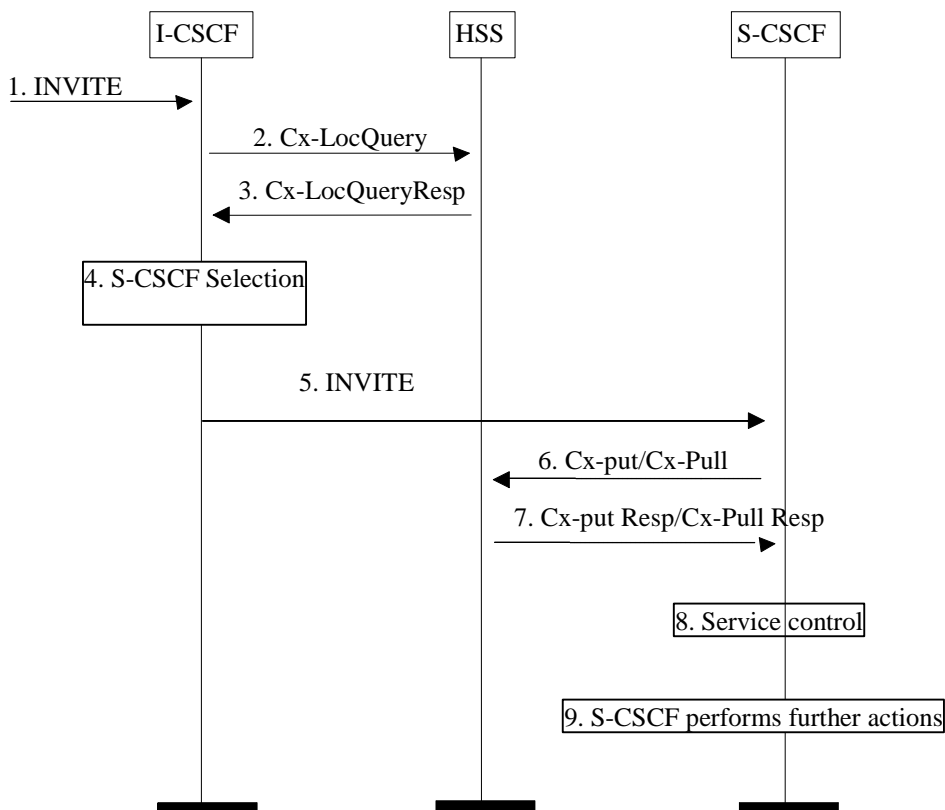 I-CSCF
HSS
S-CSCF
1. INVITE
2. Cx-LocQuery
3. Cx-LocQueryResp
4. S-CSCF Selection
5. INVITE
6. Cx-put/Cx-Pull
7. Cx-put Resp/Cx-Pull Resp
8. Service control
9. S-CSCF performs further actions